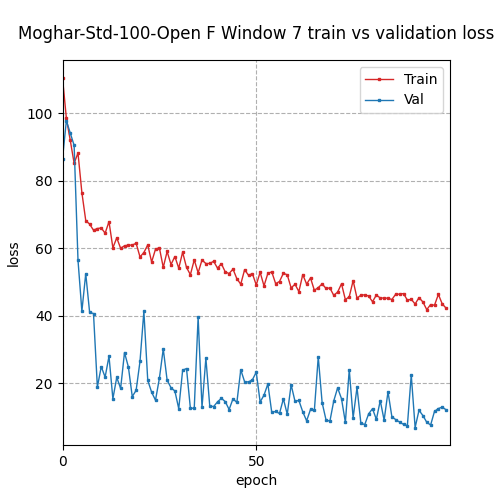 Moghar-Std-100-Open F Window 7 train vs validation loss
Train
Val
100
80
60
40
20
loss
0
50
epoch